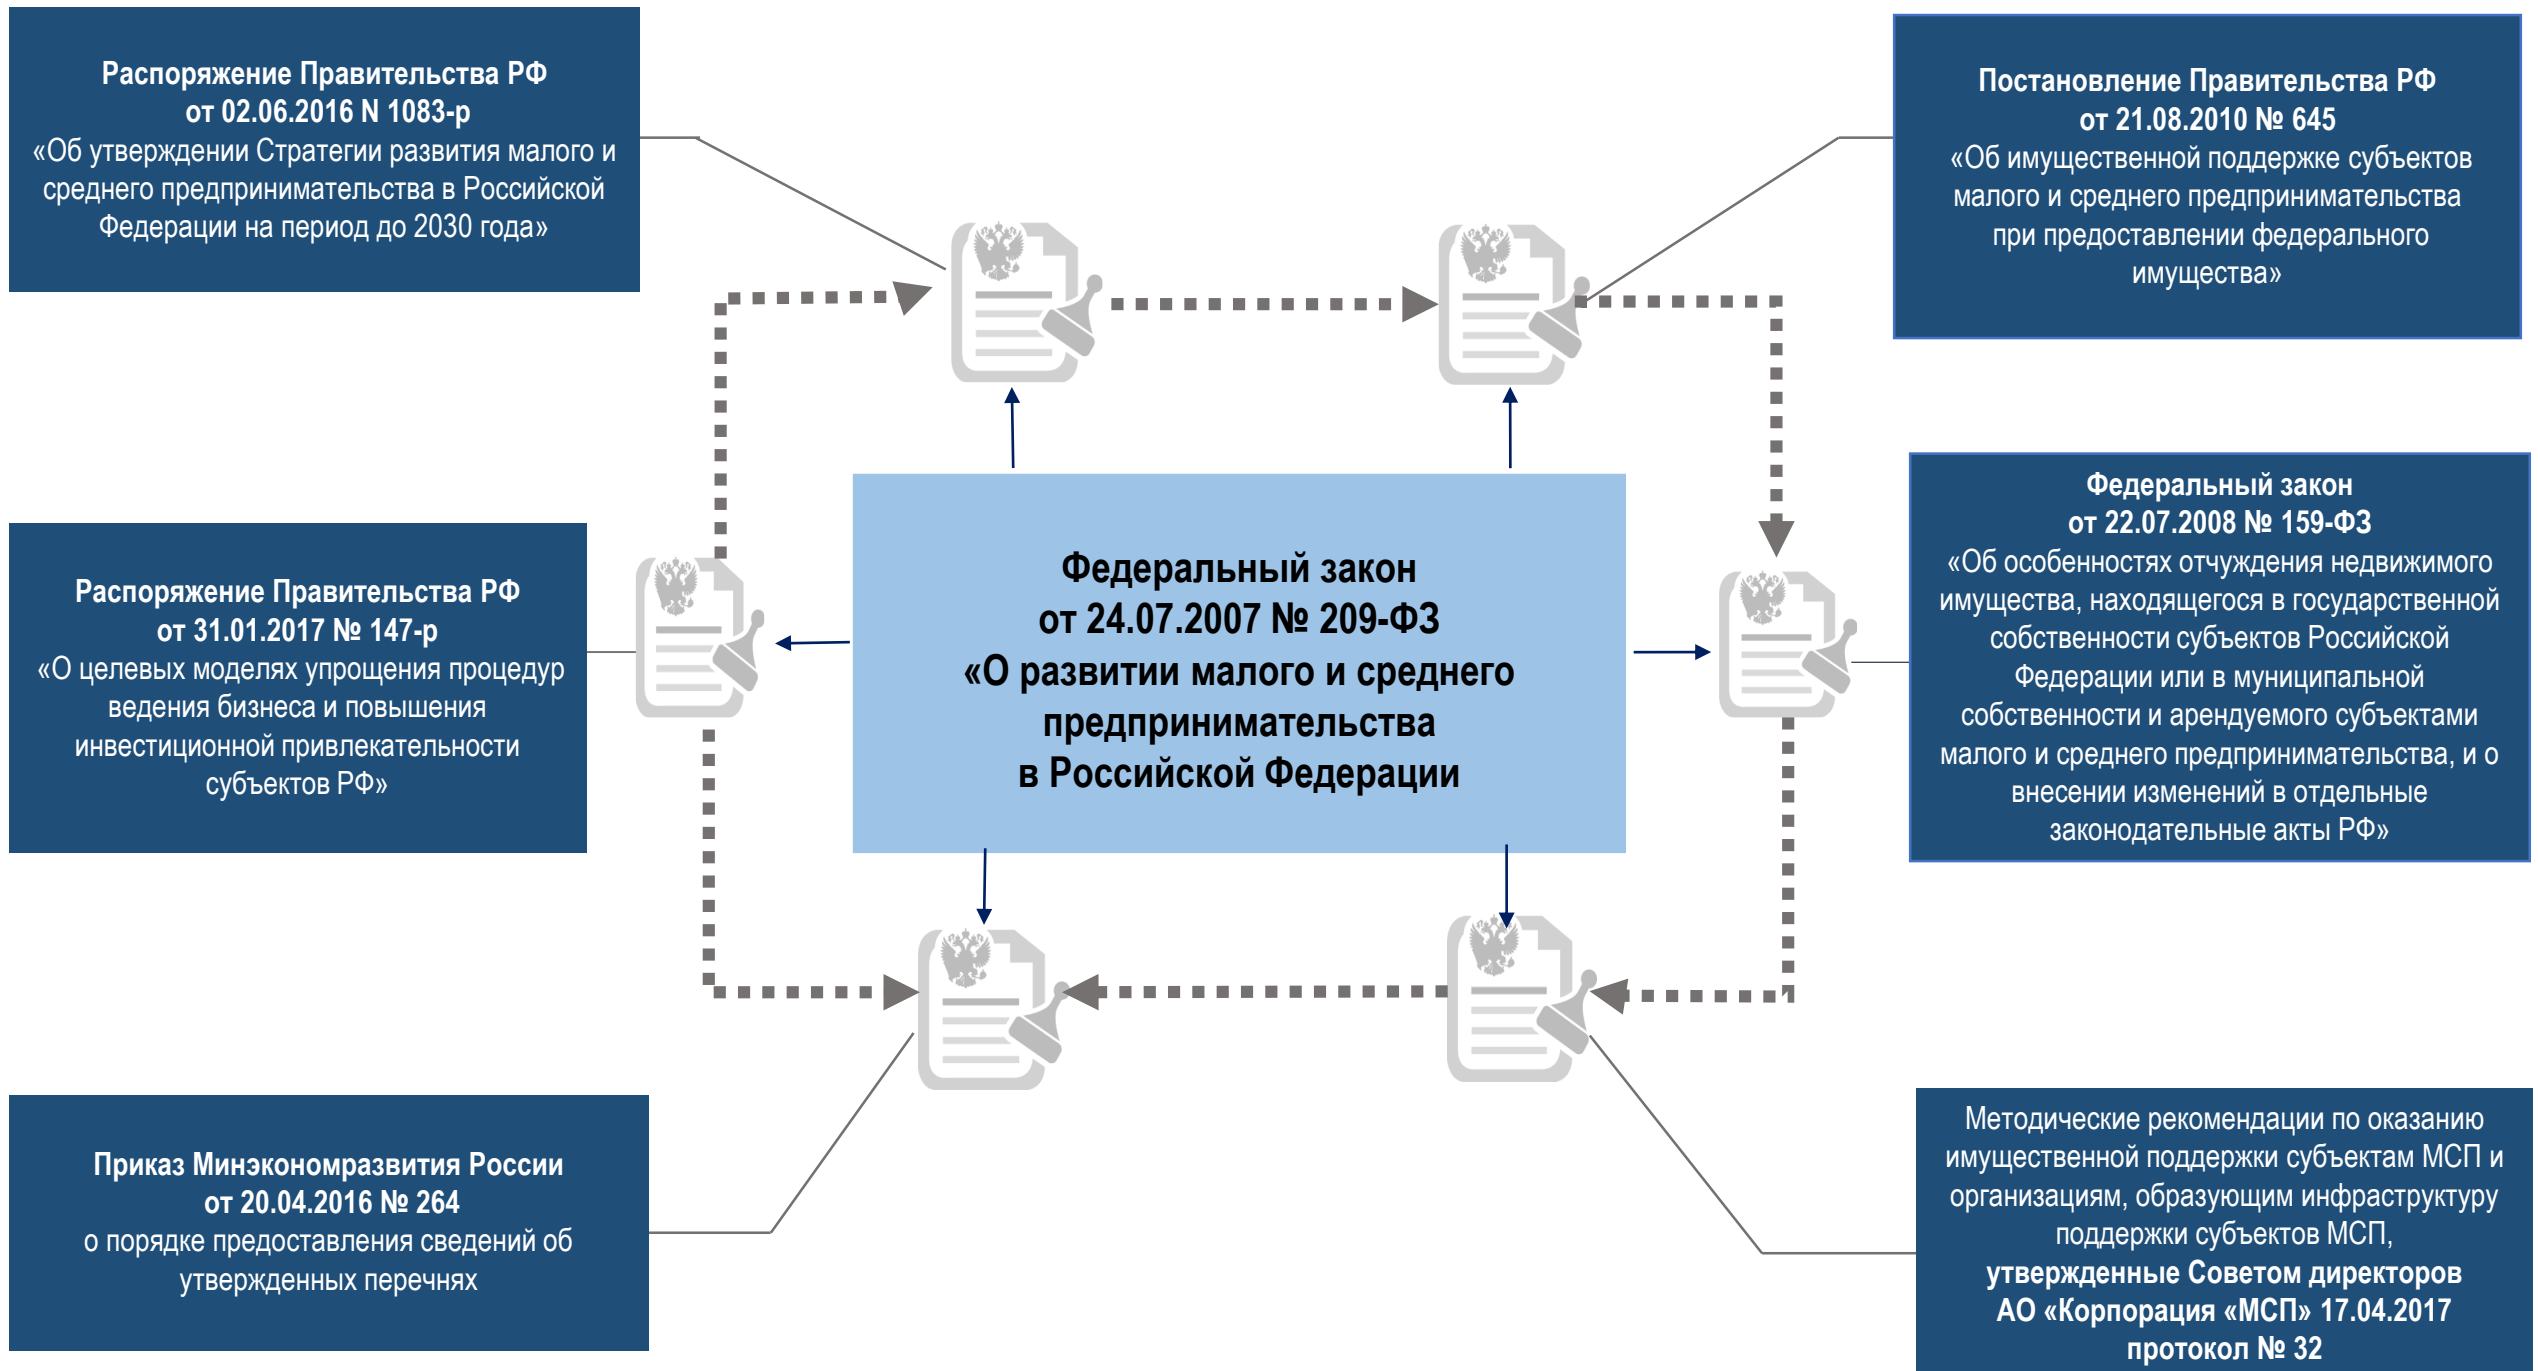 Распоряжение Правительства РФ
от 02.06.2016 N 1083-р
«Об утверждении Стратегии развития малого и
среднего предпринимательства в Российской
Федерации на период до 2030 года»
Постановление Правительства РФ
от 21.08.2010 № 645
«Об имущественной поддержке субъектов
малого и среднего предпринимательства
при предоставлении федерального
имущества»
Распоряжение Правительства РФ
от 31.01.2017 № 147-р
«О целевых моделях упрощения процедур
ведения бизнеса и повышения
инвестиционной привлекательности
субъектов РФ»
Федеральный закон
от 24.07.2007 № 209-ФЗ
«О развитии малого и среднего
предпринимательства
в Российской Федерации
Федеральный закон
от 22.07.2008 № 159-ФЗ
«Об особенностях отчуждения недвижимого
имущества, находящегося в государственной
собственности субъектов Российской
Федерации или в муниципальной
собственности и арендуемого субъектами
малого и среднего предпринимательства, и о
внесении изменений в отдельные
законодательные акты РФ»
Приказ Минэкономразвития России
от 20.04.2016 № 264
о порядке предоставления сведений об
утвержденных перечнях
Методические рекомендации по оказанию
имущественной поддержки субъектам МСП и
организациям, образующим инфраструктуру
поддержки субъектов МСП,
утвержденные Советом директоров
АО «Корпорация «МСП» 17.04.2017
протокол № 32